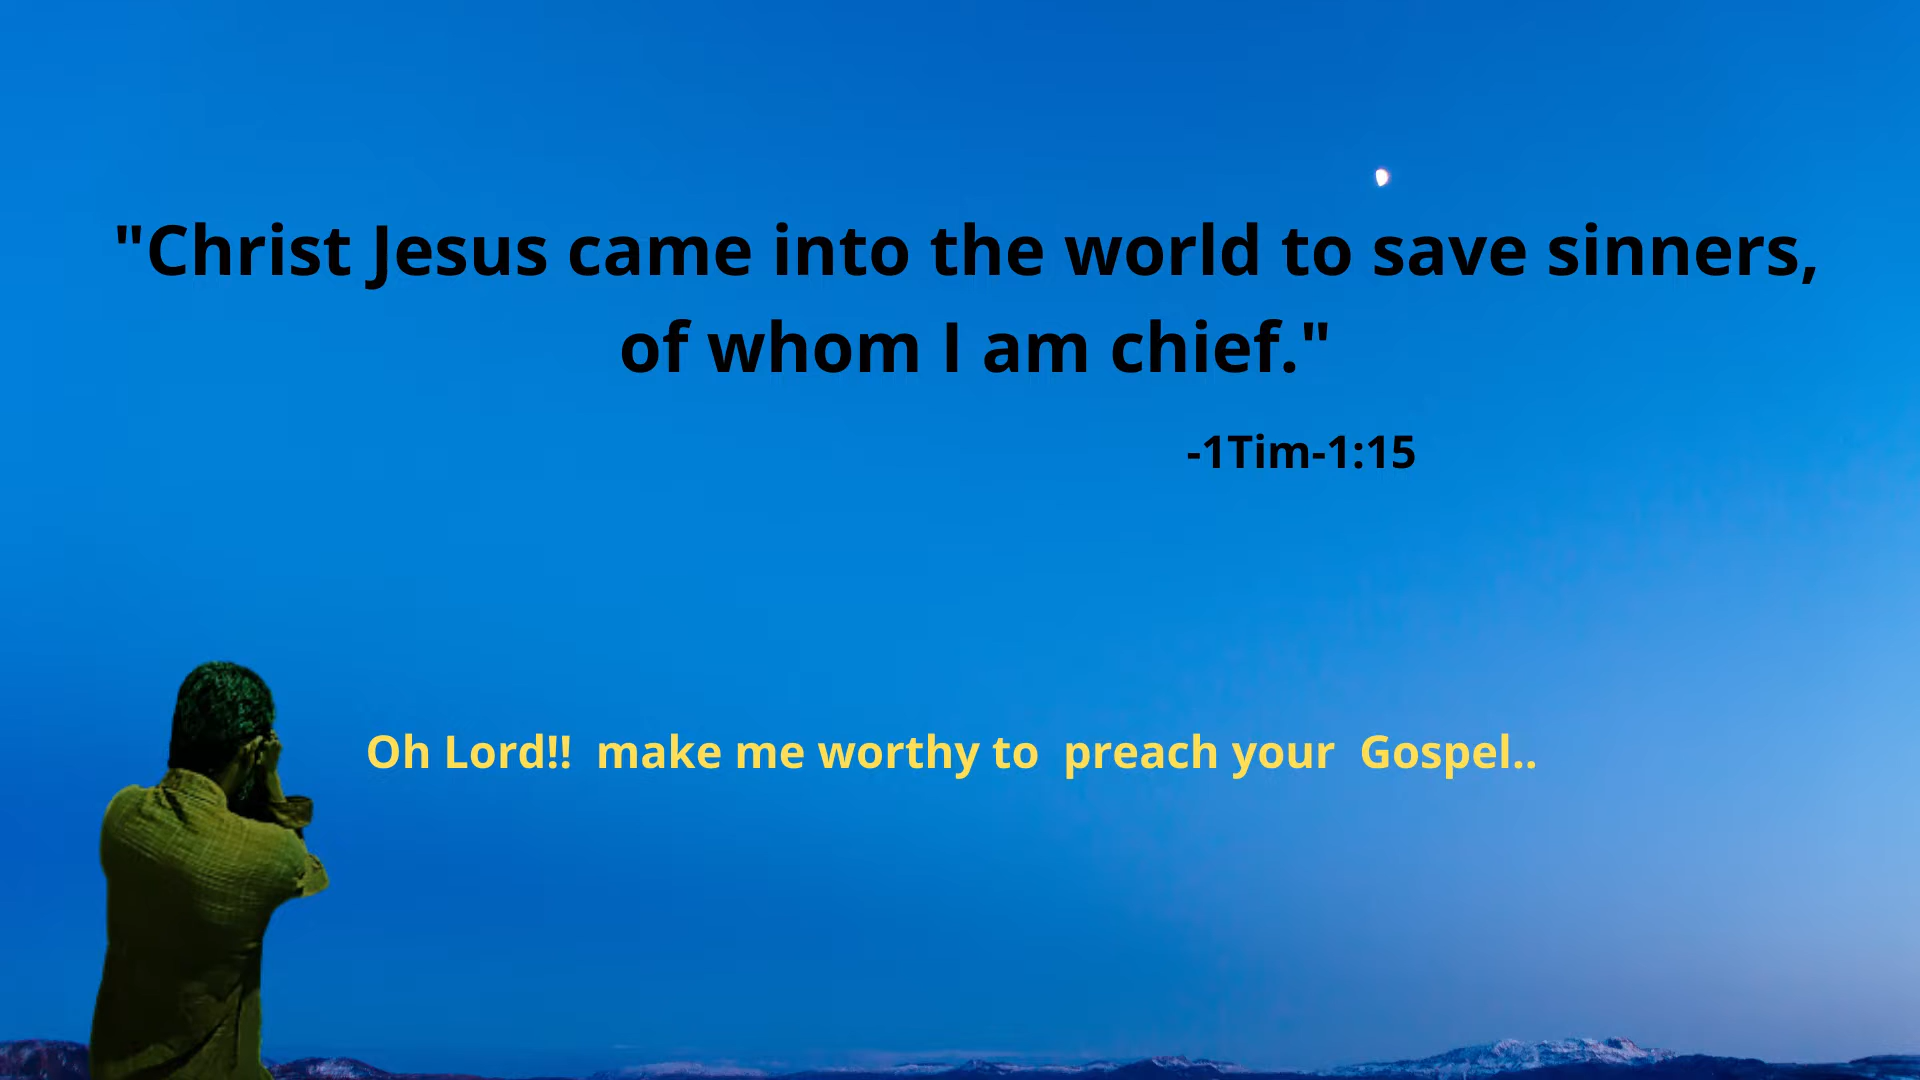 "Christ Jesus came into the world to save sinners,
of whom I am chief."
-1Tim-1:15
Oh Lord!!  make me worthy to  preach your  Gospel..